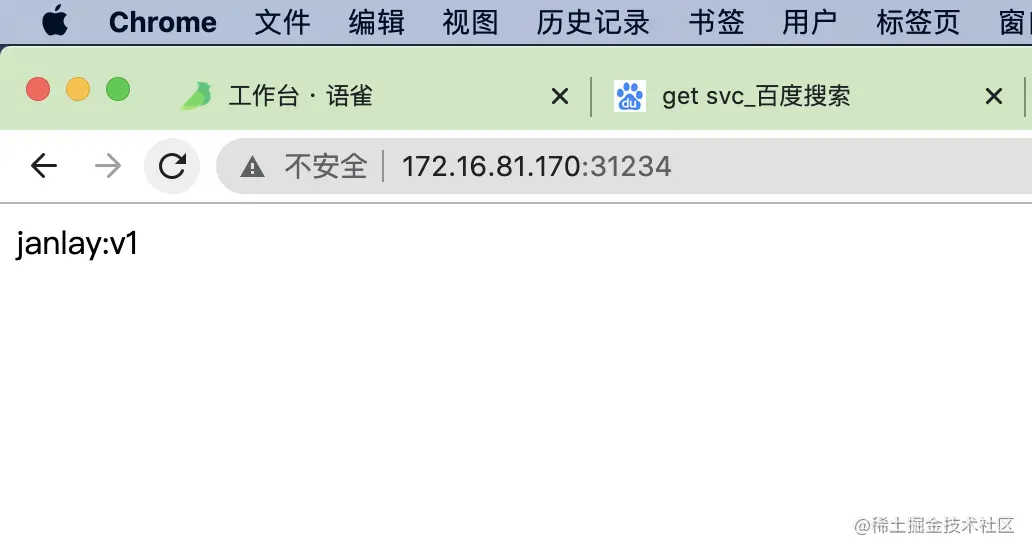 Chrome 文件 编辑 视图 历史记录 书签 用户 标签页
工作台 · 语雀 get svc_百度搜索
不安全 172.16.81.170:31234
janlay:v1
@稀土掘金技术社区